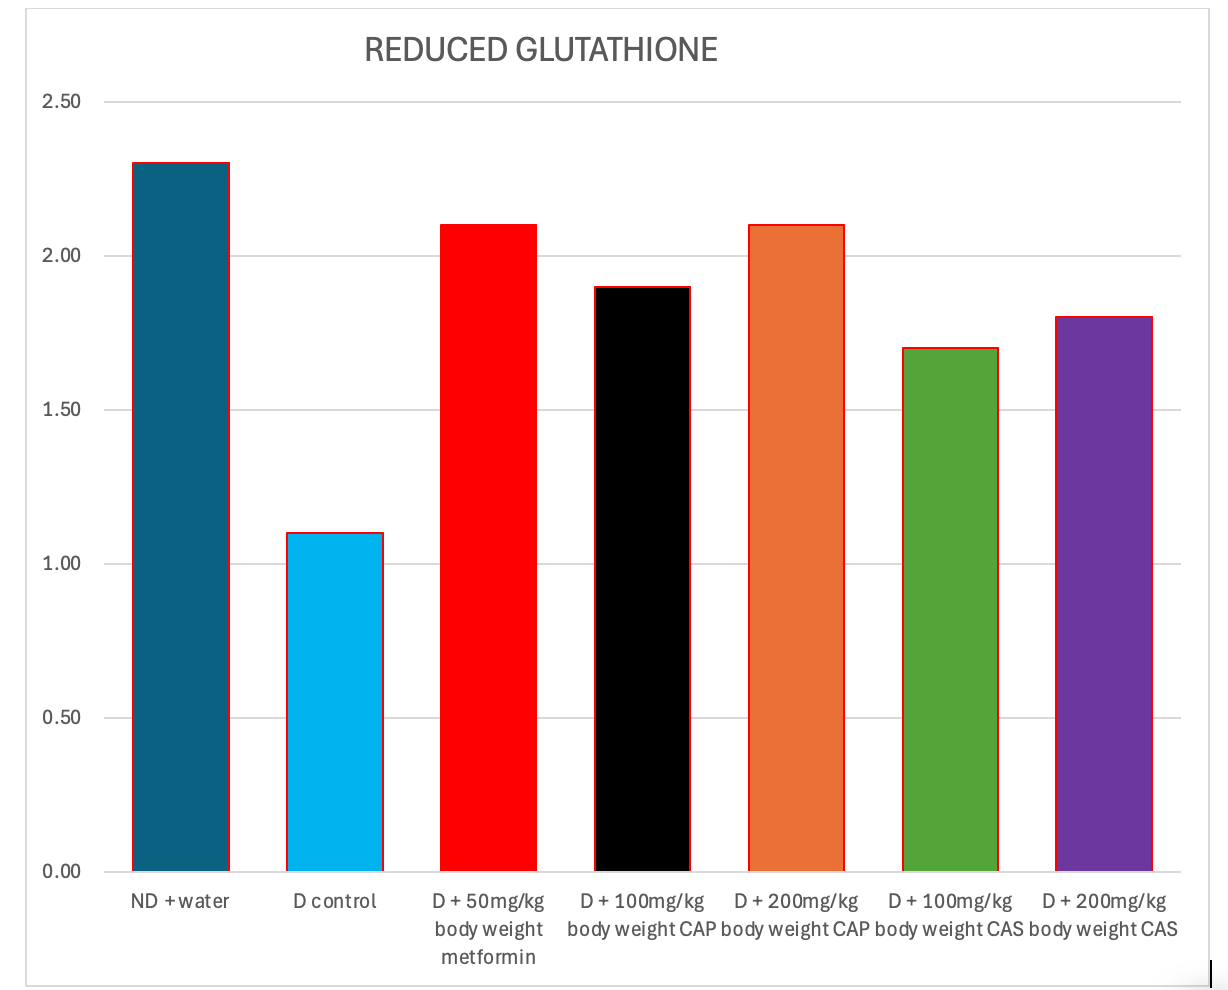 REDUCED GLUTATHIONE
2.50
2.00
1.50
1.00
0.50
0.00
ND + water
D control
D + 50mg/kg
body weight
metformin
D + 100mg/kg
body weight CAP
D + 200mg/kg
body weight CAP
D + 100mg/kg
body weight CAS
D + 200mg/kg
body weight CAS